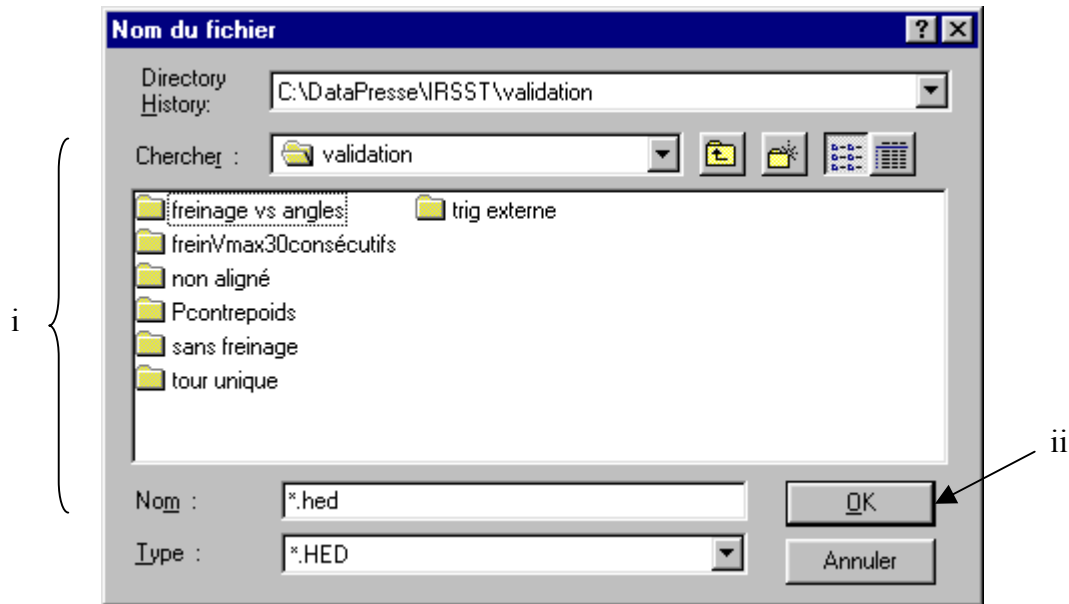 Nom du fichier
Directory
History:
C:\DataPresse\IRSST\validation
Chercher :
validation
freinage vs angles
trig externe
freinVmax30consécutifs
non aligné
Pcontrepoids
sans freinage
tour unique
i
ii
Nom :
*.hed
OK
Type :
*.HED
Annuler